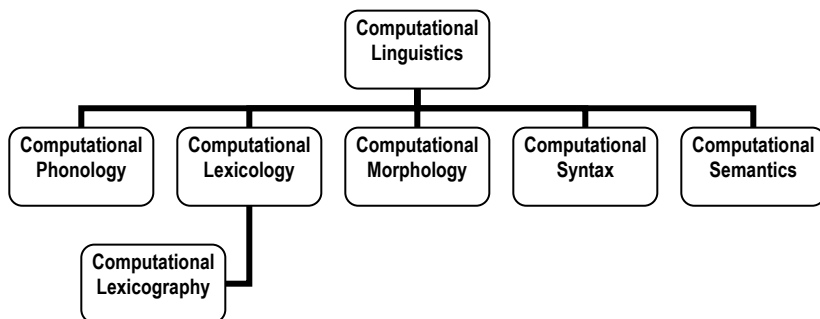 Computational
Linguistics
Computational
Phonology
Computational
Lexicology
Computational
Morphology
Computational
Syntax
Computational
Semantics
Computational
Lexicography